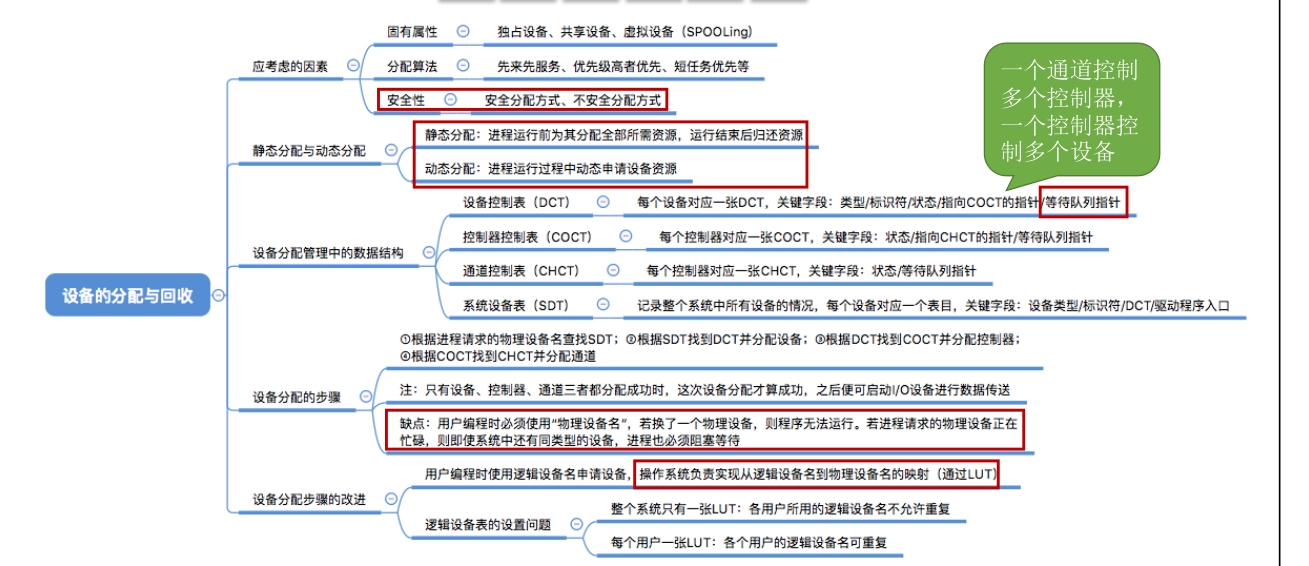 固有属性
独占设备、共享设备、虚拟设备（SPOOLing）
应考虑的因素
分配算法
先来先服务、优先级高者优先、短任务优先等
安全性
安全分配方式、不安全分配方式
一个通道控制
多个控制器，
一个控制器控
制多个设备
静态分配与动态分配
静态分配：进程运行前为其分配全部所需资源，运行结束后归还资源
动态分配：进程运行过程中动态申请设备资源
设备分配管理中的数据结构
设备控制表（DCT）
每个设备对应一张DCT，关键字段：类型/标识符/状态/指向COCT的指针/等待队列指针
控制器控制表（COCT）
每个控制器对应一张COCT，关键字段：状态/指向CHCT的指针/等待队列指针
通道控制表（CHCT）
每个控制器对应一张CHCT，关键字段：状态/等待队列指针
系统设备表（SDT）
记录整个系统中所有设备的情况，每个设备对应一个表目，关键字段：设备类型/标识符/DCT/驱动程序入口
设备的分配与回收
设备分配的步骤
①根据进程请求的物理设备名查找SDT；②根据SDT找到DCT并分配设备；③根据DCT找到COCT并分配控制器；
④根据COCT找到CHCT并分配通道
注：只有设备、控制器、通道三者都分配成功时，这次设备分配才算成功，之后便可启动I/O设备进行数据传送
缺点：用户编程时必须使用“物理设备名”，若换了一个物理设备，则程序无法运行。若进程请求的物理设备正在
忙碌，则即使系统中还有同类型的设备，进程也必须阻塞等待
设备分配步骤的改进
用户编程时使用逻辑设备名申请设备，操作系统负责实现从逻辑设备名到物理设备名的映射（通过LUT）
逻辑设备表的设置问题
整个系统只有一张LUT：各用户所用的逻辑设备名不允许重复
每个用户一张LUT：各个用户的逻辑设备名可重复